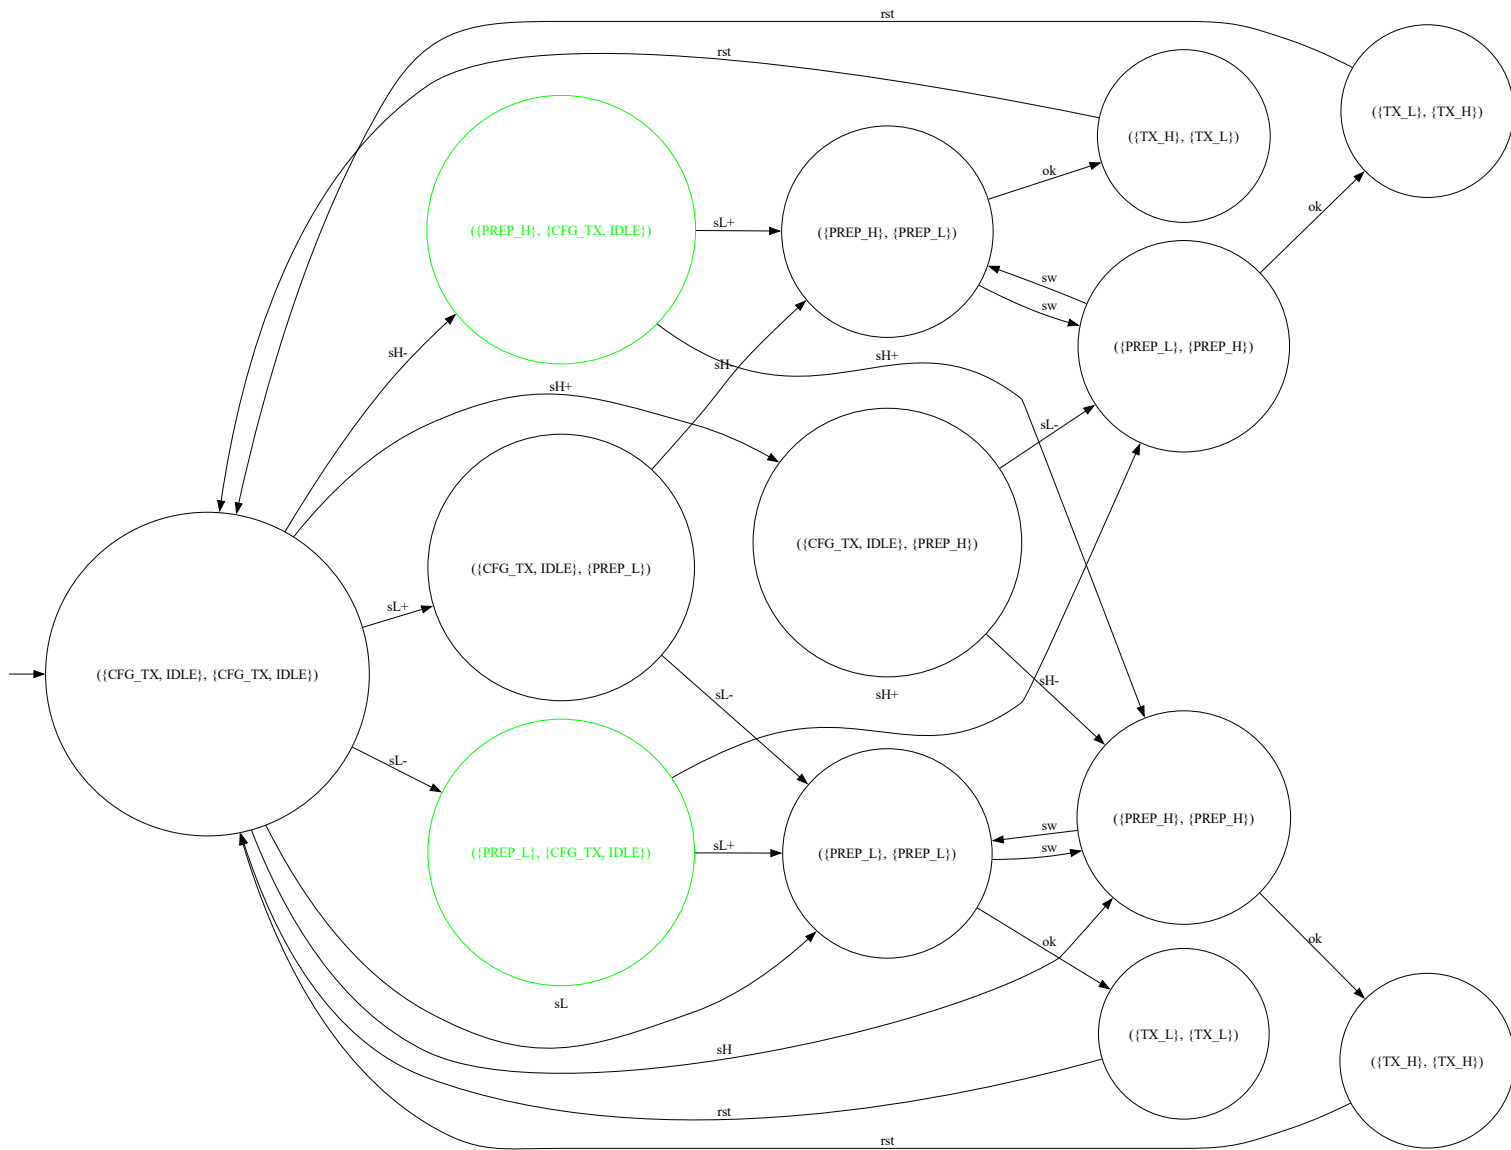 rst
rst
({TX_L}, {TX_H})
({TX_H}, {TX_L})
ok
({PREP_H}, {CFG_TX, IDLE})
sL+
({PREP_H}, {PREP_L})
ok
sw
sw
({PREP_L}, {PREP_H})
sH-
sH+
sH-
sH+
sL-
({CFG_TX, IDLE}, {PREP_H})
({CFG_TX, IDLE}, {PREP_L})
sL+
({CFG_TX, IDLE}, {CFG_TX, IDLE})
sH-
sL-
sH+
sL-
({PREP_H}, {PREP_H})
sw
sw
({PREP_L}, {CFG_TX, IDLE})
sL+
({PREP_L}, {PREP_L})
ok
ok
sL
({TX_L}, {TX_L})
sH
({TX_H}, {TX_H})
rst
rst